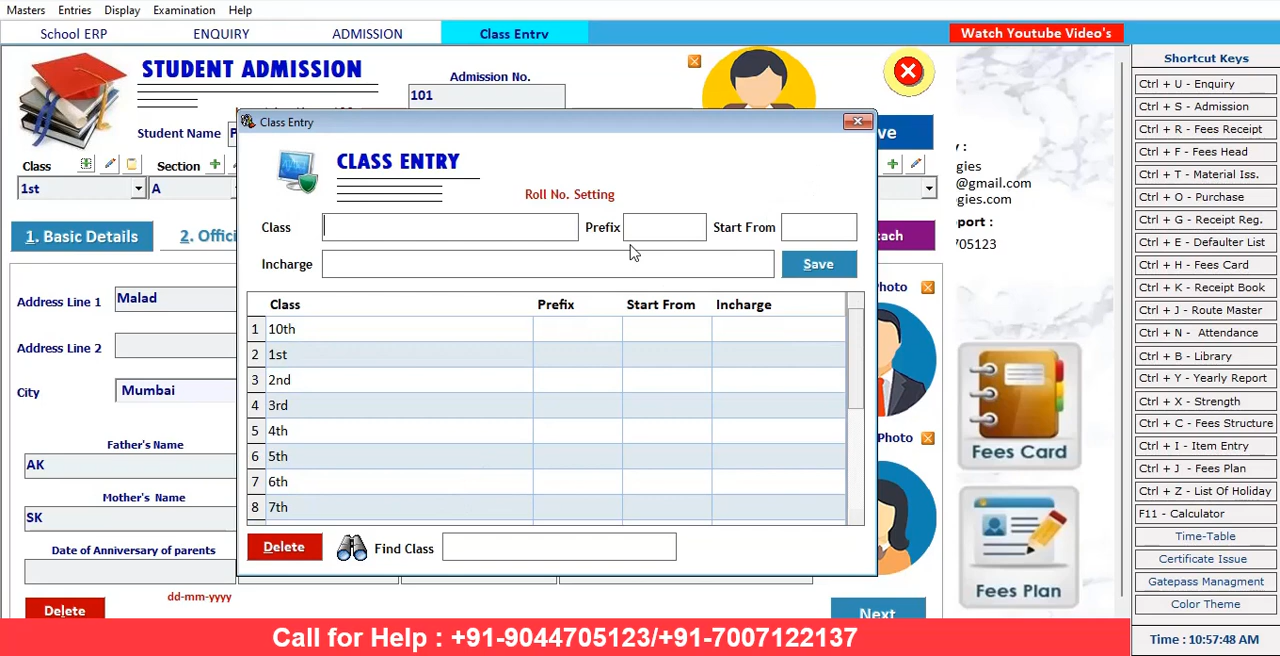 Masters Entries Display Examination Help
School ERP ENQUIRY ADMISSION Class Entry Watch Youtube Video's
STUDENT ADMISSION
Admission No.
101
Student Name
Class Section
1st A
1. Basic Details 2. Offici
Address Line 1 Malad
Address Line 2
City Mumbai
Father's Name
AK
Mother's Name
SK
Date of Anniversary of parents
dd-mm-yyyy
Delete
Class Entry
CLASS ENTRY
Roll No. Setting
Class Prefix Start From
Incharge Save
Class Prefix Start From Incharge
1 10th
2 1st
3 2nd
4 3rd
5 4th
6 5th
7 6th
8 7th
Delete Find Class
ve
y :
gies
@gmail.com
gies.com
port :
705123
tach
hoto
Photo
Next
Fees Card
Fees Plan
Shortcut Keys
Ctrl + U - Enquiry
Ctrl + S - Admission
Ctrl + R - Fees Receipt
Ctrl + F - Fees Head
Ctrl + T - Material Iss.
Ctrl + O - Purchase
Ctrl + G - Receipt Reg.
Ctrl + E - Defaulter List
Ctrl + H - Fees Card
Ctrl + K - Receipt Book
Ctrl + J - Route Master
Ctrl + N - Attendance
Ctrl + B - Library
Ctrl + Y - Yearly Report
Ctrl + X - Strength
Ctrl + C - Fees Structure
Ctrl + I - Item Entry
Ctrl + J - Fees Plan
Ctrl + Z - List Of Holiday
F11 - Calculator
Time-Table
Certificate Issue
Gatepass Managment
Color Theme
Time : 10:57:48 AM
Call for Help : +91-9044705123/+91-7007122137